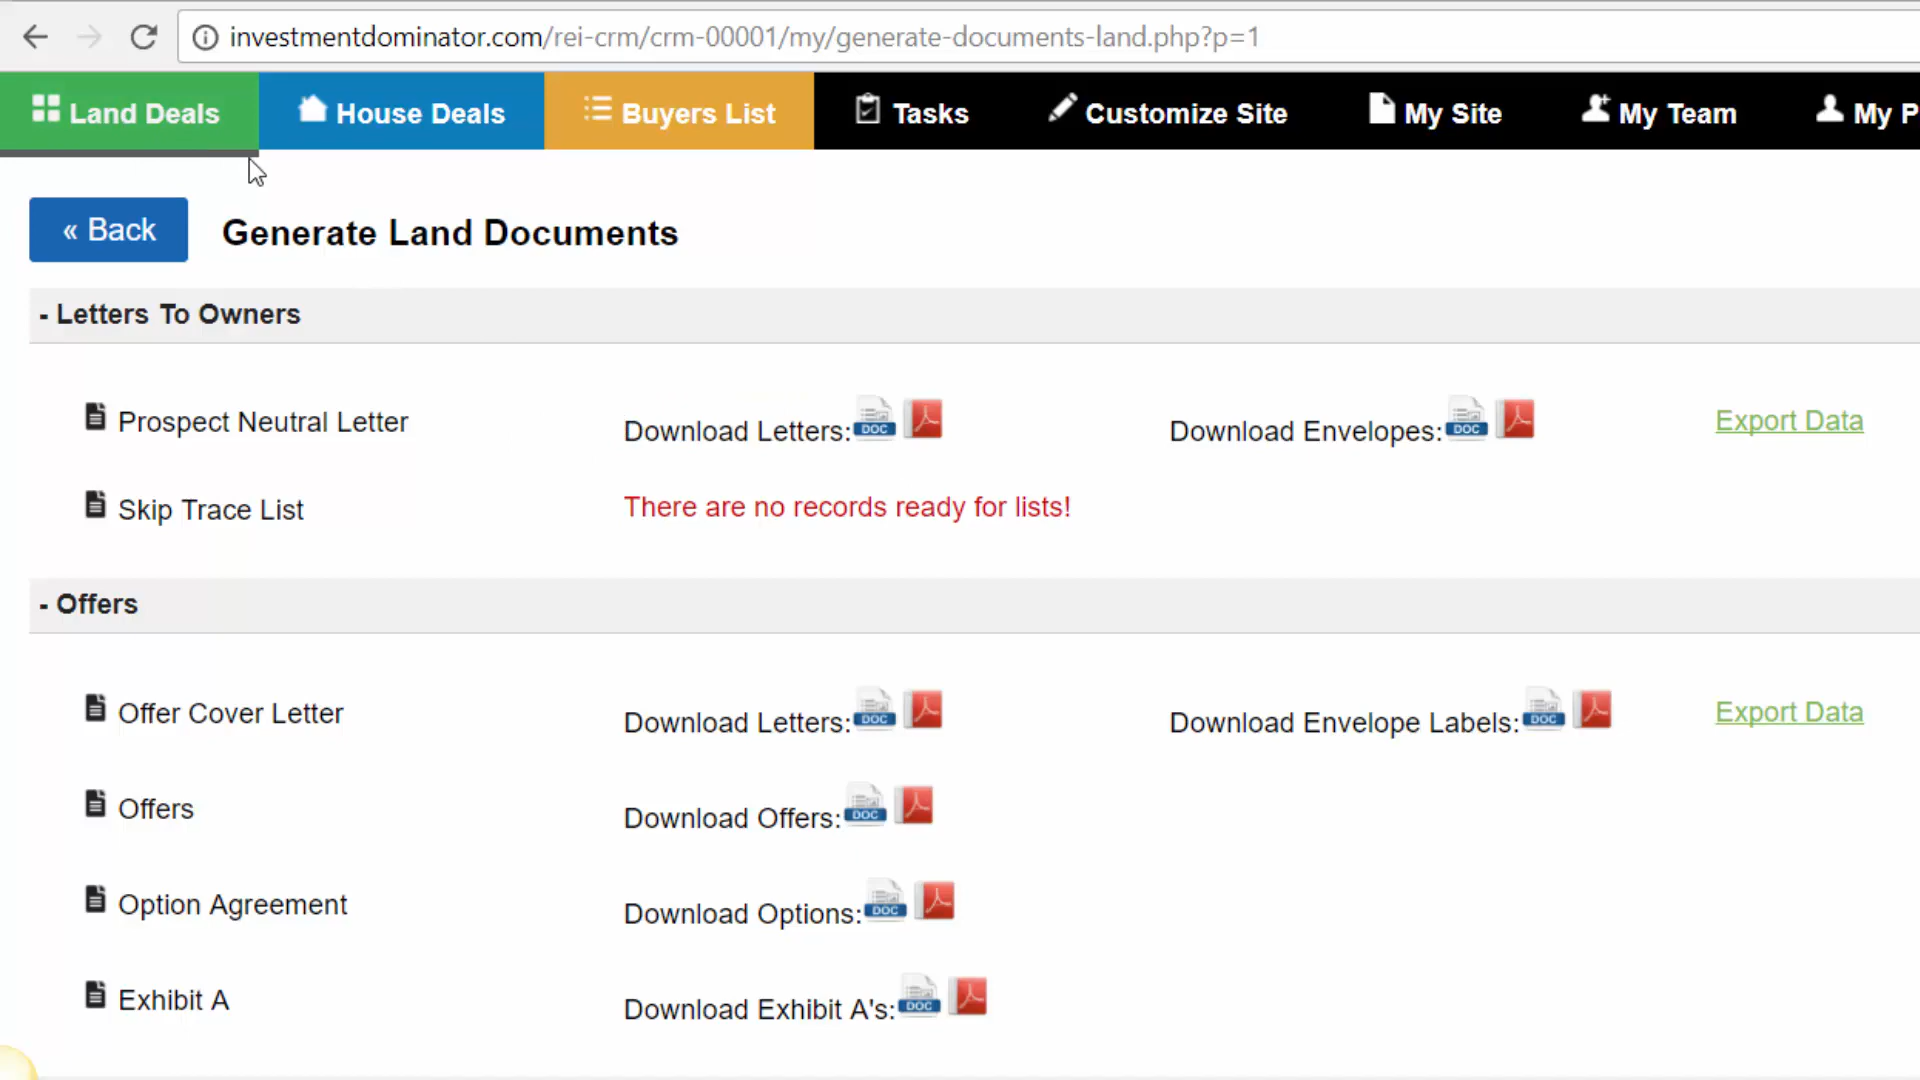 investmentdominator.com/rei-crm/crm-00001/my/generate-documents-land.php?p=1
Land Deals House Deals Buyers List Tasks Customize Site My Site My Team My P
« Back Generate Land Documents
- Letters To Owners
Prospect Neutral Letter Download Letters: DOC Download Envelopes: DOC Export Data
Skip Trace List There are no records ready for lists!
- Offers
Offer Cover Letter Download Letters: DOC Download Envelope Labels: DOC Export Data
Offers Download Offers: DOC
Option Agreement Download Options: DOC
Exhibit A Download Exhibit A's: DOC